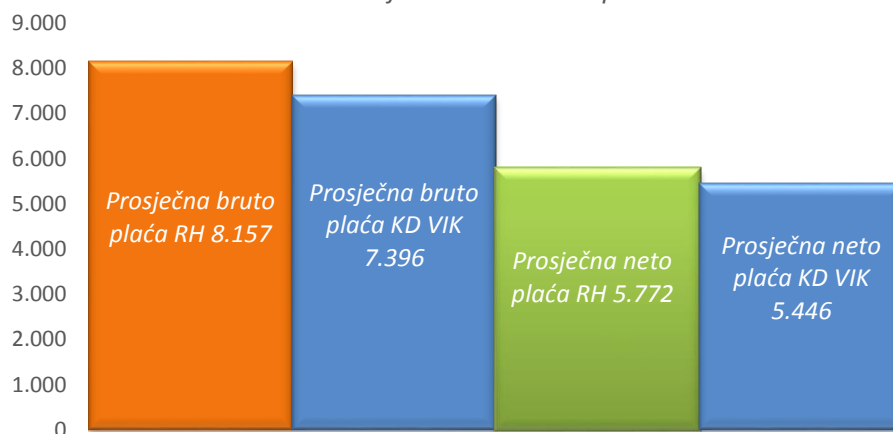 9.000
8.000
7.000
6.000
5.000
4.000
3.000
2.000
1.000
0
Prosječna bruto
plaća RH 8.157
Prosječna bruto
plaća KD VIK
7.396
Prosječna neto
plaća RH 5.772
Prosječna neto
plaća KD VIK
5.446